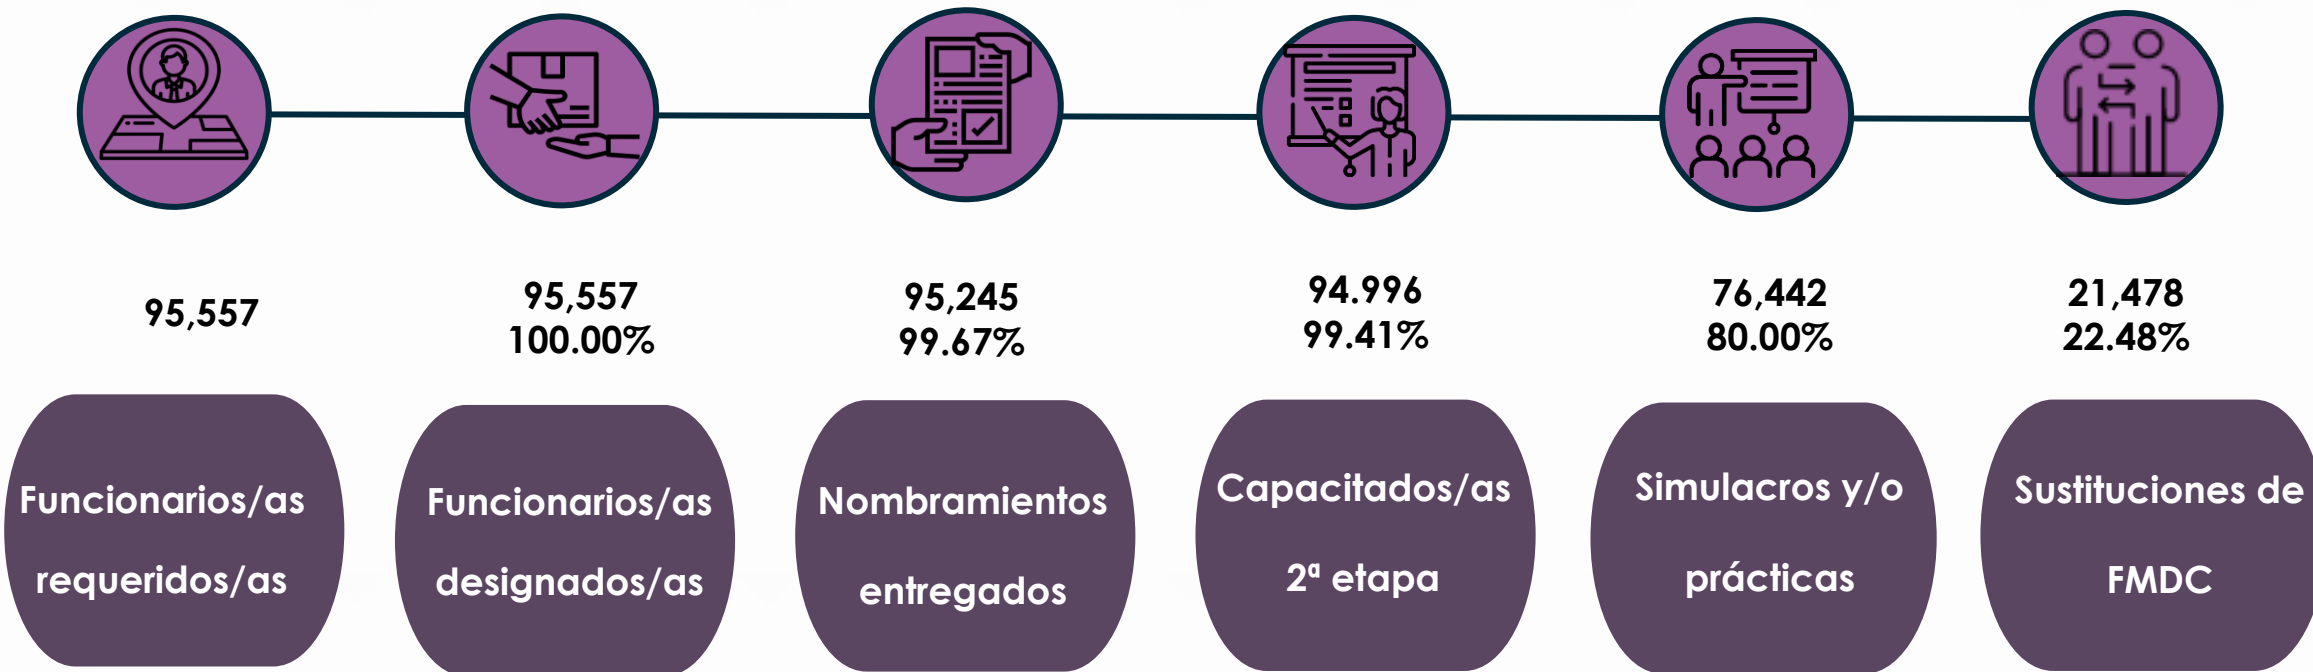 95,557
Funcionarios/as
requeridos/as
95,557
100.00%
Funcionarios/as
designados/as
95,245
99.67%
Nombramientos
entregados
94.996
99.41%
Capacitados/as
2ª etapa
76,442
80.00%
Simulacros y/o
prácticas
21,478
22.48%
Sustituciones de
FMDC